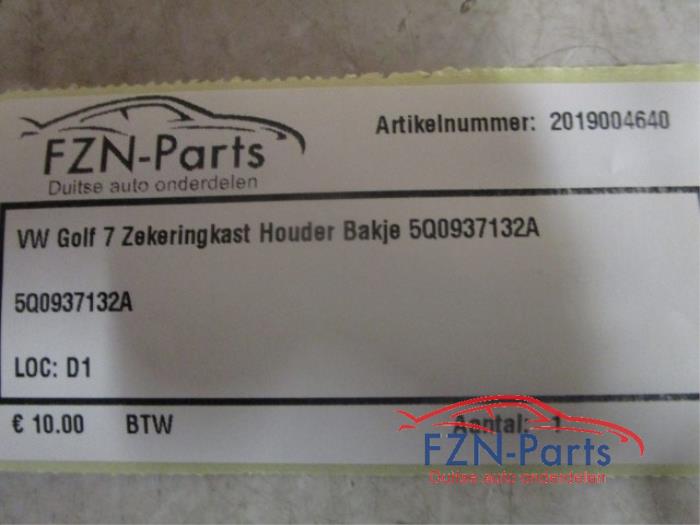 FZN-Parts
Duitse auto onderdelen
Artikelnummer: 2019004640
VW Golf 7 Zekeringkast Houder Bakje 5Q0937132A
5Q0937132A
LOC: D1
€ 10.00 BTW Aantal: 1
FZN-Parts
Duitse auto onderdelen